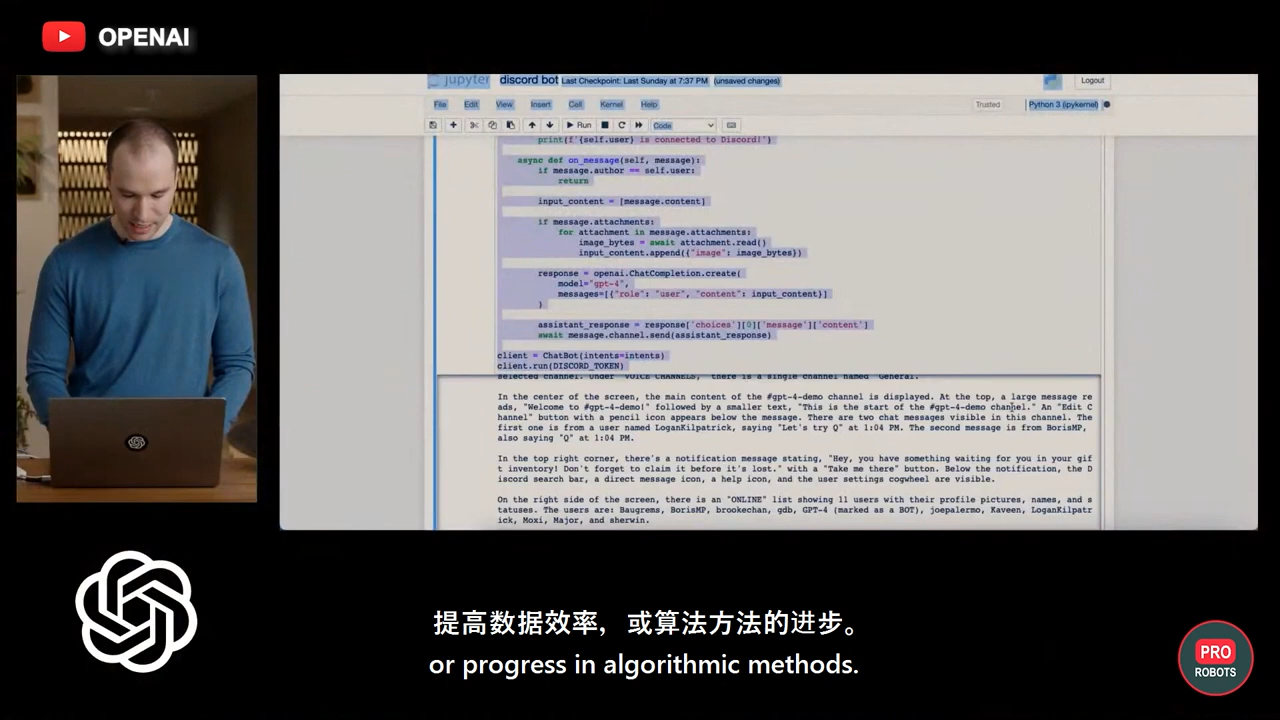 OPENAI
jupyter discord bot Last Checkpoint: Last Sunday at 7:37 PM (unsaved changes) Logout
File Edit View Insert Cell Kernel Help Trusted Python 3 (ipykernel)
Run Code
print(f'{self.user} is connected to Discord!')
async def on_message(self, message):
if message.author == self.user:
return
input_content = [message.content]
if message.attachments:
for attachment in message.attachments:
image_bytes = await attachment.read()
input_content.append({"image": image_bytes})
response = openai.ChatCompletion.create(
model="gpt-4",
messages=[{"role": "user", "content": input_content}]
)
assistant_response = response['choices'][0]['message']['content']
await message.channel.send(assistant_response)
client = ChatBot(intents=intents)
client.run(DISCORD_TOKEN)
selected channel. Under "VOICE CHANNELS," there is a single channel named "General."
In the center of the screen, the main content of the #gpt-4-demo channel is displayed. At the top, a large message re
ads, "Welcome to #gpt-4-demo!" followed by a smaller text, "This is the start of the #gpt-4-demo channel." An "Edit C
hannel" button with a pencil icon appears below the message. There are two chat messages visible in this channel. The
first one is from a user named LoganKilpatrick, saying "Let's try Q" at 1:04 PM. The second message is from BorisMP,
also saying "Q" at 1:04 PM.
In the top right corner, there's a notification message stating, "Hey, you have something waiting for you in your gif
t inventory! Don't forget to claim it before it's lost." with a "Take me there" button. Below the notification, the D
iscord search bar, a direct message icon, a help icon, and the user settings cogwheel are visible.
On the right side of the screen, there is an "ONLINE" list showing 11 users with their profile pictures, names, and s
tatuses. The users are: Baugrems, BorisMP, brookechan, gdb, GPT-4 (marked as a BOT), joepalermo, Kaveen, LoganKilpatr
ick, Moxi, Major, and sherwin.
提高数据效率，或算法方法的进步。
or progress in algorithmic methods.
PRO
ROBOTS